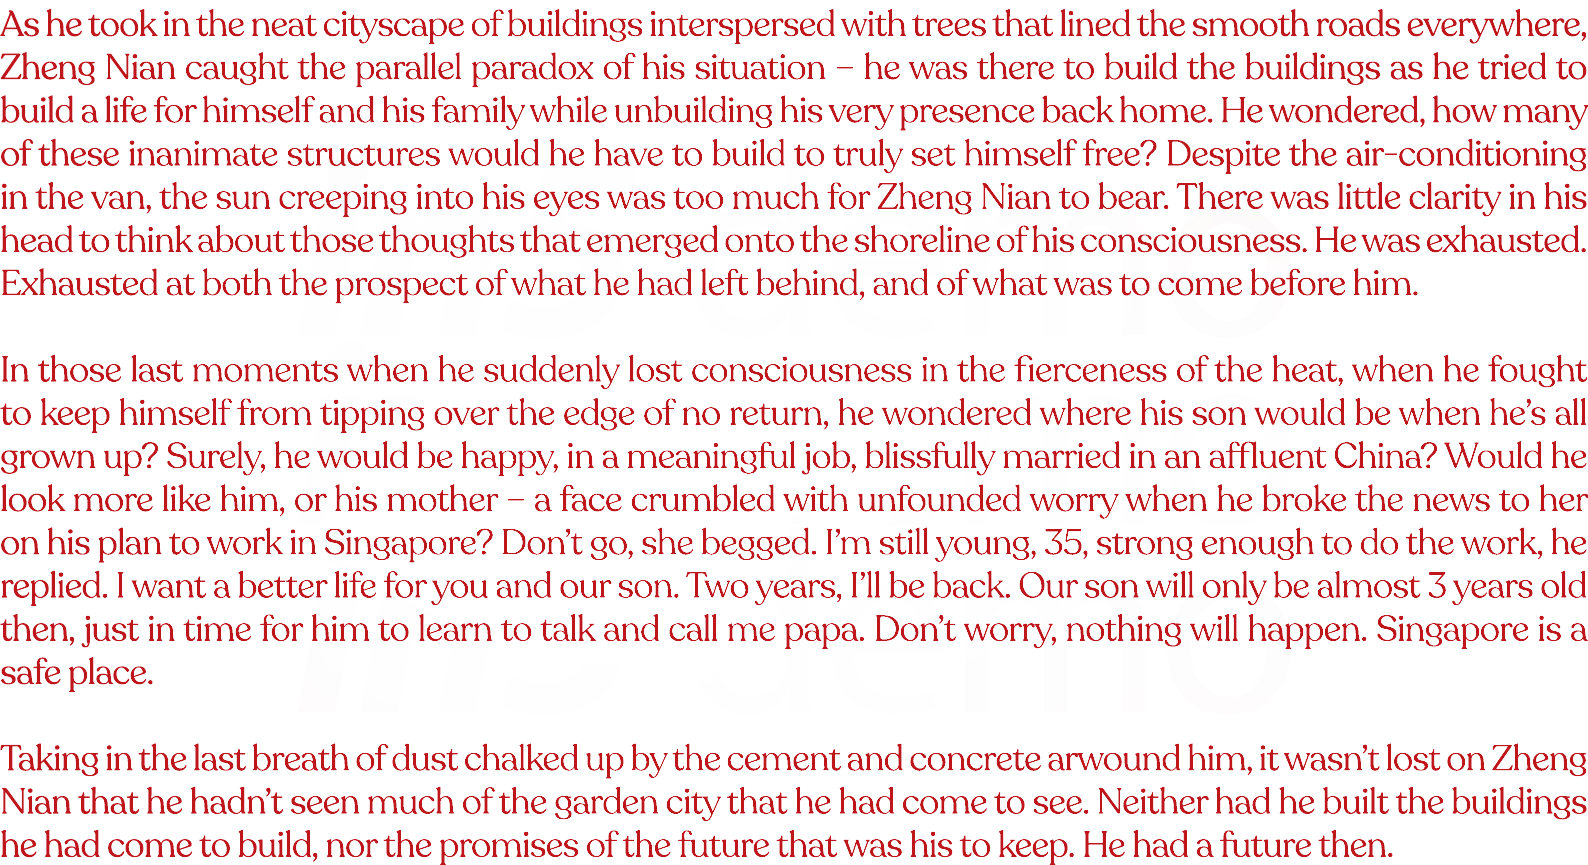 As he took in the neat cityscape of buildings interspersed with trees that lined the smooth roads everywhere,
Zheng Nian caught the parallel paradox of his situation – he was there to build the buildings as he tried to
build a life for himself and his family while unbuilding his very presence back home. He wondered, how many
of these inanimate structures would he have to build to truly set himself free? Despite the air-conditioning
in the van, the sun creeping into his eyes was too much for Zheng Nian to bear. There was little clarity in his
head to think about those thoughts that emerged onto the shoreline of his consciousness. He was exhausted.
Exhausted at both the prospect of what he had left behind, and of what was to come before him.

In those last moments when he suddenly lost consciousness in the fierceness of the heat, when he fought
to keep himself from tipping over the edge of no return, he wondered where his son would be when he’s all
grown up? Surely, he would be happy, in a meaningful job, blissfully married in an affluent China? Would he
look more like him, or his mother – a face crumbled with unfounded worry when he broke the news to her
on his plan to work in Singapore? Don’t go, she begged. I’m still young, 35, strong enough to do the work, he
replied. I want a better life for you and our son. Two years, I’ll be back. Our son will only be almost 3 years old
then, just in time for him to learn to talk and call me papa. Don’t worry, nothing will happen. Singapore is a
safe place.

Taking in the last breath of dust chalked up by the cement and concrete arwound him, it wasn’t lost on Zheng
Nian that he hadn’t seen much of the garden city that he had come to see. Neither had he built the buildings
he had come to build, nor the promises of the future that was his to keep. He had a future then.